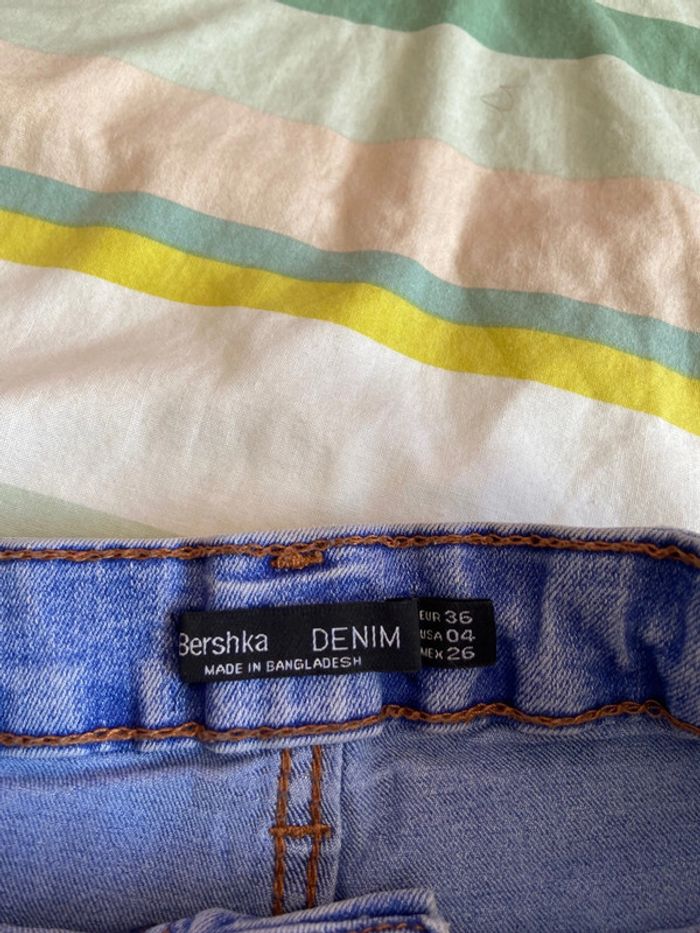 Bershka DENIM
MADE IN BANGLADESH
EUR 36
USA 04
MEX 26